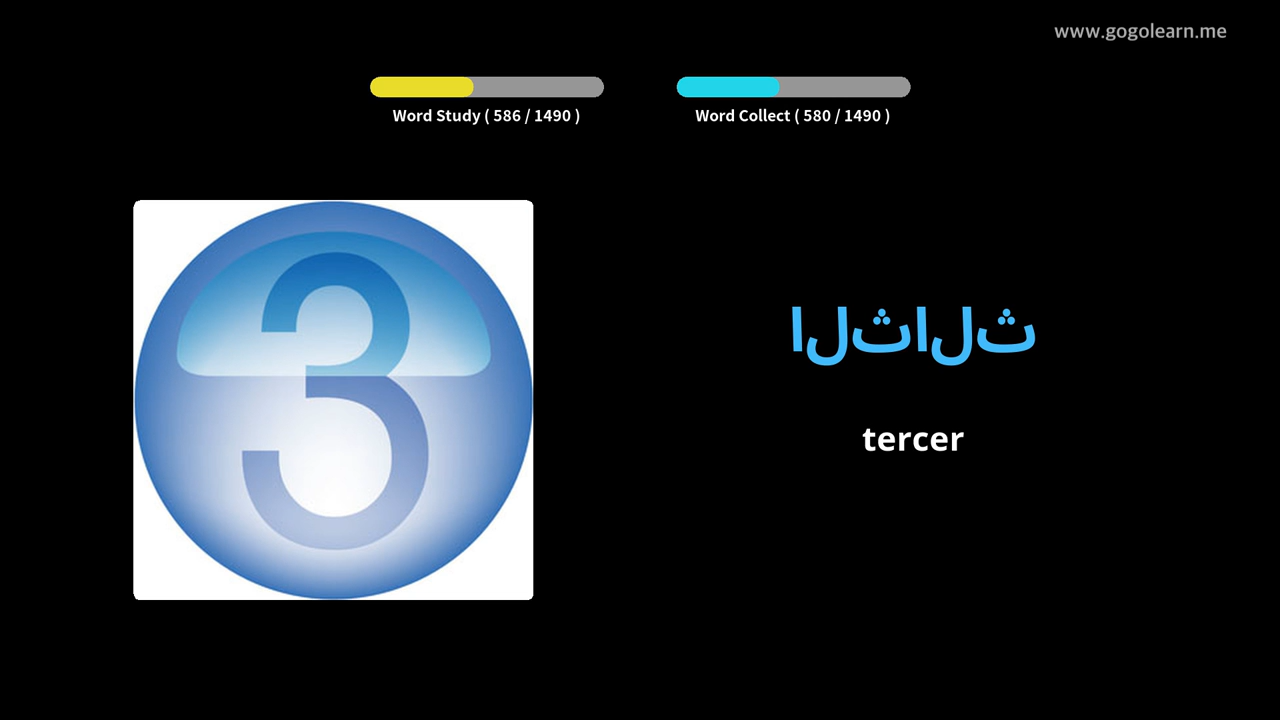 www.gogolearn.me
Word Study ( 586 / 1490 )
Word Collect ( 580 / 1490 )
3
الثالث
tercer